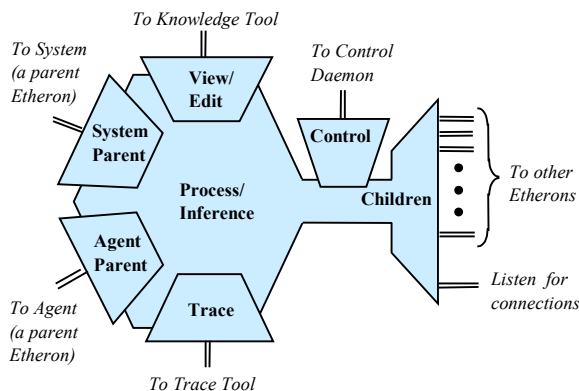 To Knowledge Tool
To System
(a parent
Etheron)
To Control
Daemon
View/
Edit
System
Parent
Control
To other
Etherons
Process/
Inference
Children
Agent
Parent
Trace
Listen for
connections
To Agent
(a parent
Etheron)
To Trace Tool